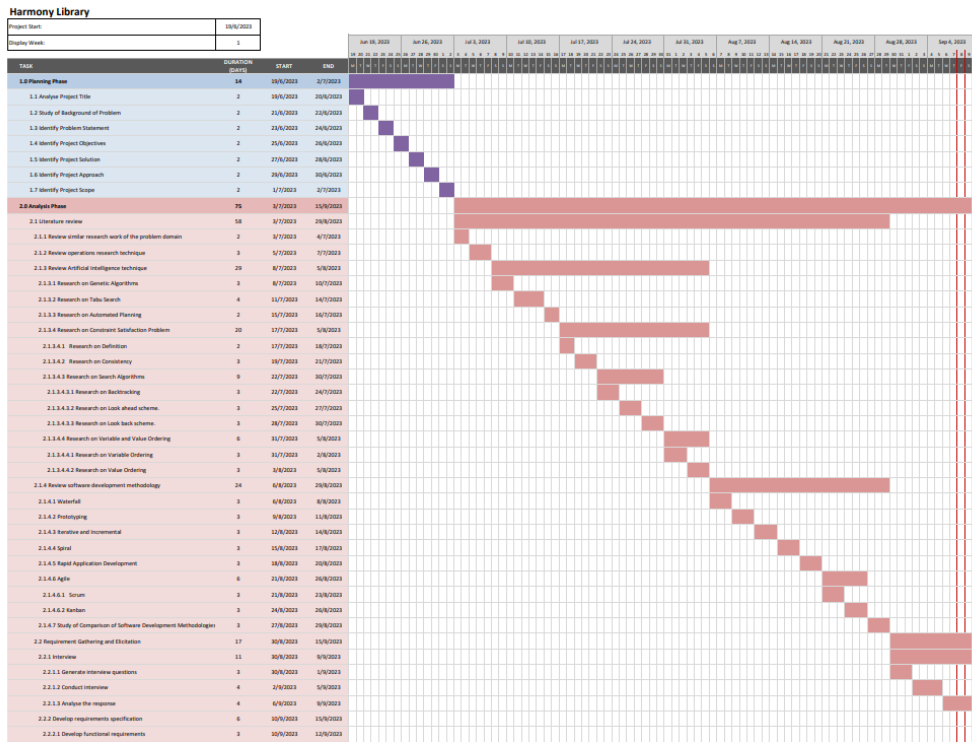 Harmony Library
Project Start: 19/6/2023
Display Week: 1
Jun 19, 2023 Jun 26, 2023 Jul 3, 2023 Jul 10, 2023 Jul 17, 2023 Jul 24, 2023 Jul 31, 2023 Aug 7, 2023 Aug 14, 2023 Aug 21, 2023 Aug 28, 2023 Sep 4, 2023
TASK DURATION (DAYS) START END
1.0 Planning Phase 14 19/6/2023 2/7/2023
1.1 Analyse Project Title 2 19/6/2023 20/6/2023
1.2 Study of Background of Problem 2 21/6/2023 22/6/2023
1.3 Identify Problem Statement 2 23/6/2023 24/6/2023
1.4 Identify Project Objectives 2 25/6/2023 26/6/2023
1.5 Identify Project Solution 2 27/6/2023 28/6/2023
1.6 Identify Project Approach 2 29/6/2023 30/6/2023
1.7 Identify Project Scope 2 1/7/2023 2/7/2023
2.0 Analysis Phase 75 3/7/2023 15/9/2023
2.1 Literature review 58 3/7/2023 29/8/2023
2.1.1 Review similar research work of the problem domain 2 3/7/2023 4/7/2023
2.1.2 Review operations research technique 3 5/7/2023 7/7/2023
2.1.3 Review Artificial Intelligence technique 29 8/7/2023 5/8/2023
2.1.3.1 Research on Genetic Algorithms 3 8/7/2023 10/7/2023
2.1.3.2 Research on Tabu Search 4 11/7/2023 14/7/2023
2.1.3.3 Research on Automated Planning 2 15/7/2023 16/7/2023
2.1.3.4 Research on Constraint Satisfaction Problem 20 17/7/2023 5/8/2023
2.1.3.4.1 Research on Definition 2 17/7/2023 18/7/2023
2.1.3.4.2 Research on Consistency 3 19/7/2023 21/7/2023
2.1.3.4.3 Research on Search Algorithms 9 22/7/2023 30/7/2023
2.1.3.4.3.1 Research on Backtracking 3 22/7/2023 24/7/2023
2.1.3.4.3.2 Research on Look ahead scheme. 3 25/7/2023 27/7/2023
2.1.3.4.3.3 Research on Look back scheme. 3 28/7/2023 30/7/2023
2.1.3.4.4 Research on Variable and Value Ordering 6 31/7/2023 5/8/2023
2.1.3.4.4.1 Research on Variable Ordering 3 31/7/2023 2/8/2023
2.1.3.4.4.2 Research on Value Ordering 3 3/8/2023 5/8/2023
2.1.4 Review software development methodology 24 6/8/2023 29/8/2023
2.1.4.1 Waterfall 3 6/8/2023 8/8/2023
2.1.4.2 Prototyping 3 9/8/2023 11/8/2023
2.1.4.3 Iterative and Incremental 3 12/8/2023 14/8/2023
2.1.4.4 Spiral 3 15/8/2023 17/8/2023
2.1.4.5 Rapid Application Development 3 18/8/2023 20/8/2023
2.1.4.6 Agile 6 21/8/2023 26/8/2023
2.1.4.6.1 Scrum 3 21/8/2023 23/8/2023
2.1.4.6.2 Kanban 3 24/8/2023 26/8/2023
2.1.4.7 Study of Comparison of Software Development Methodologies 3 27/8/2023 29/8/2023
2.2 Requirement Gathering and Elicitation 17 30/8/2023 15/9/2023
2.2.1 Interview 11 30/8/2023 9/9/2023
2.2.1.1 Generate interview questions 3 30/8/2023 1/9/2023
2.2.1.2 Conduct interview 4 2/9/2023 5/9/2023
2.2.1.3 Analyse the response 4 6/9/2023 9/9/2023
2.2.2 Develop requirements specification 6 10/9/2023 15/9/2023
2.2.2.1 Develop functional requirements 3 10/9/2023 12/9/2023